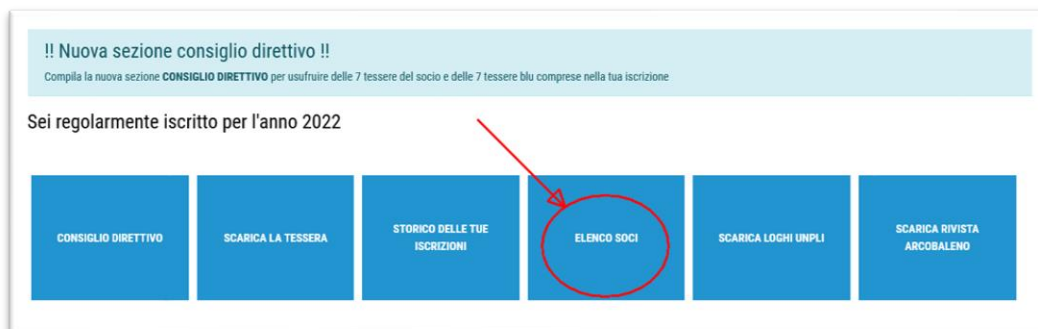 !! Nuova sezione consiglio direttivo !!
Compila la nuova sezione CONSIGLIO DIRETTIVO per usufruire delle 7 tessere del socio e delle 7 tessere blu comprese nella tua iscrizione
Sei regolarmente iscritto per l'anno 2022
CONSIGLIO DIRETTIVO
SCARICA LA TESSERA
STORICO DELLE TUE
ISCRIZIONI
ELENCO SOCI
SCARICA LOGHI UNPLI
SCARICA RIVISTA
ARCOBALENO